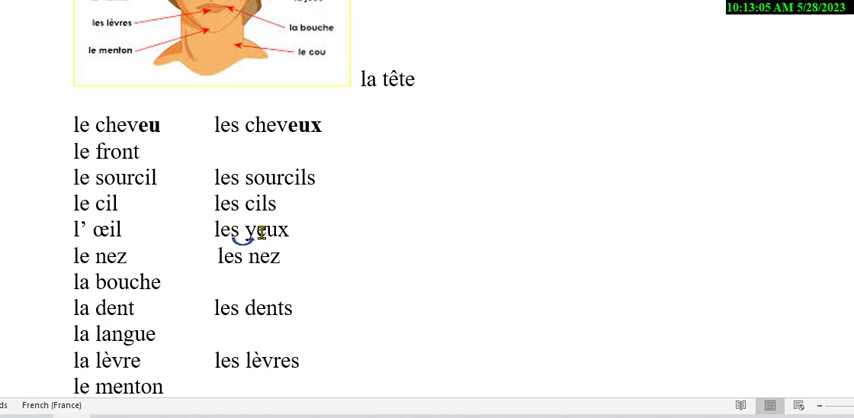 10:13:05 AM 5/28/2023
les lèvres
la bouche
le menton
le cou
la tête
le cheveu les cheveux
le front
le sourcil les sourcils
le cil les cils
l’ œil les yeux
le nez les nez
la bouche
la dent les dents
la langue
la lèvre les lèvres
le menton
French (France)